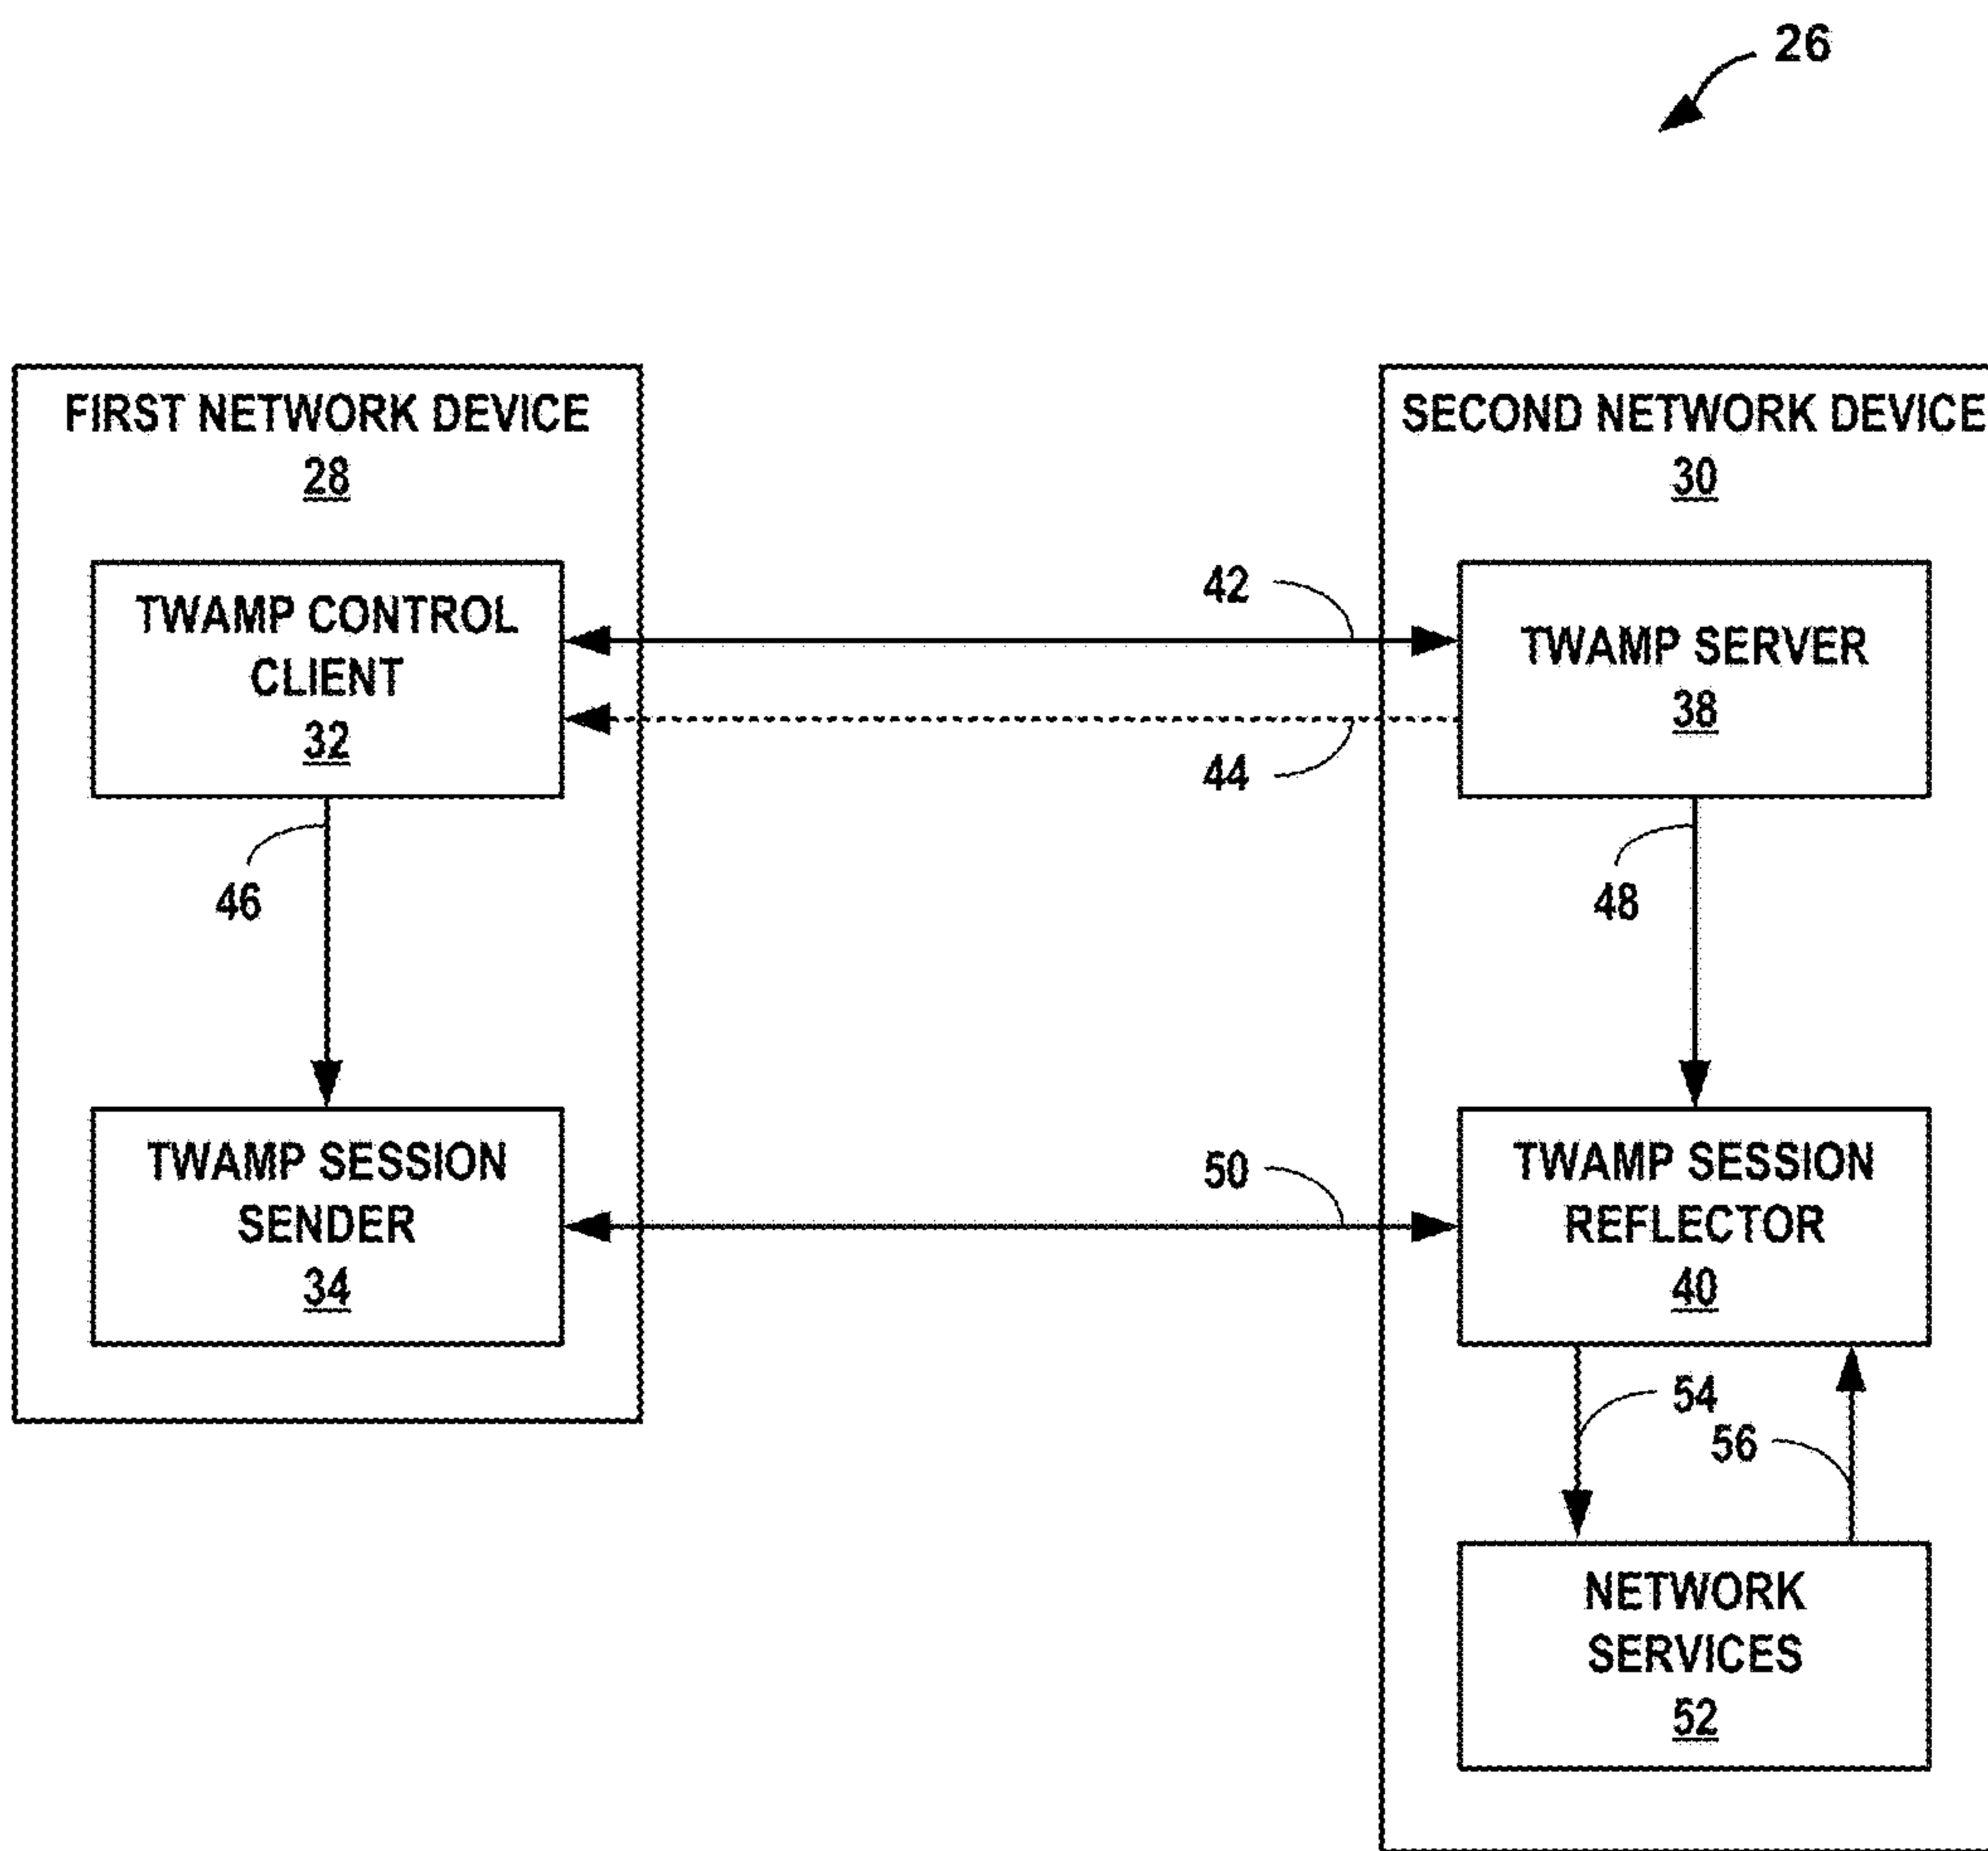 26
FIRST NETWORK DEVICE
28
SECOND NETWORK DEVICE
30
TWAMP CONTROL
CLIENT
32
42
44
TWAMP SERVER
38
46
48
TWAMP SESSION
SENDER
34
50
TWAMP SESSION
REFLECTOR
40
54
56
NETWORK
SERVICES
52